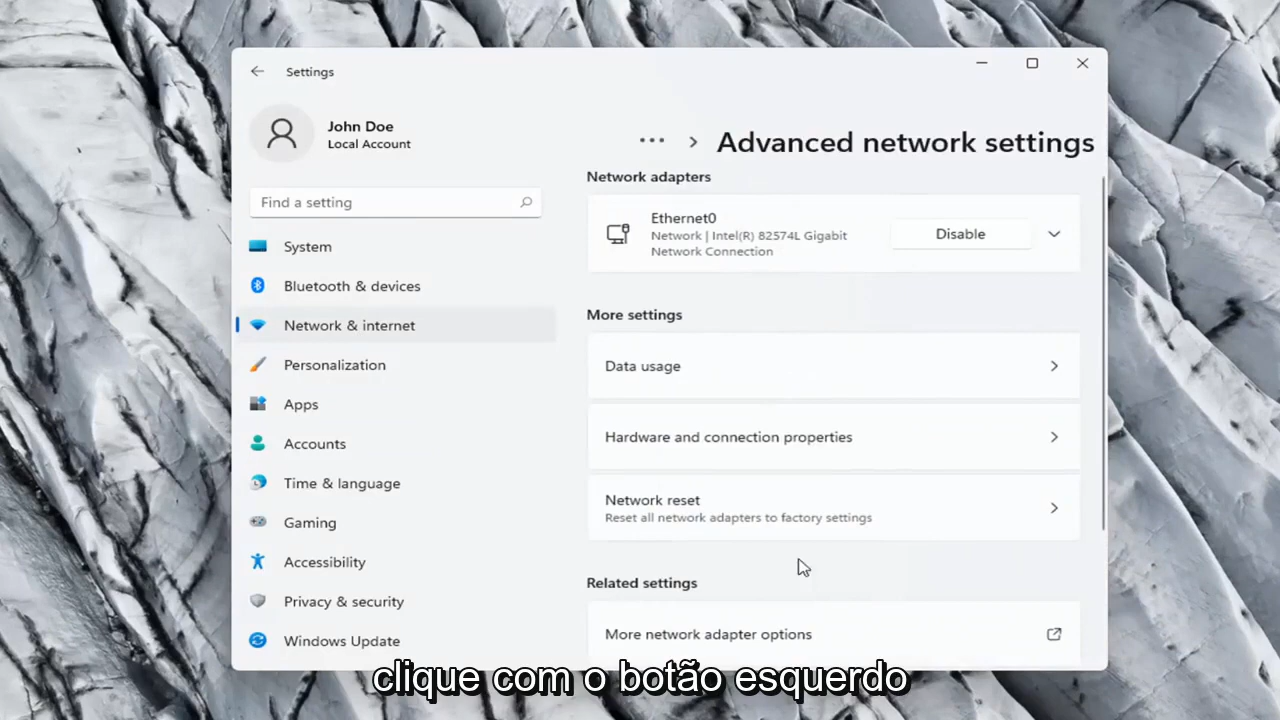 Settings
John Doe
Local Account
Find a setting
System
Bluetooth & devices
Network & internet
Personalization
Apps
Accounts
Time & language
Gaming
Accessibility
Privacy & security
Windows Update
Advanced network settings
Network adapters
Ethernet0
Network | Intel(R) 82574L Gigabit
Network Connection
Disable
More settings
Data usage
Hardware and connection properties
Network reset
Reset all network adapters to factory settings
Related settings
More network adapter options
clique com o botão esquerdo